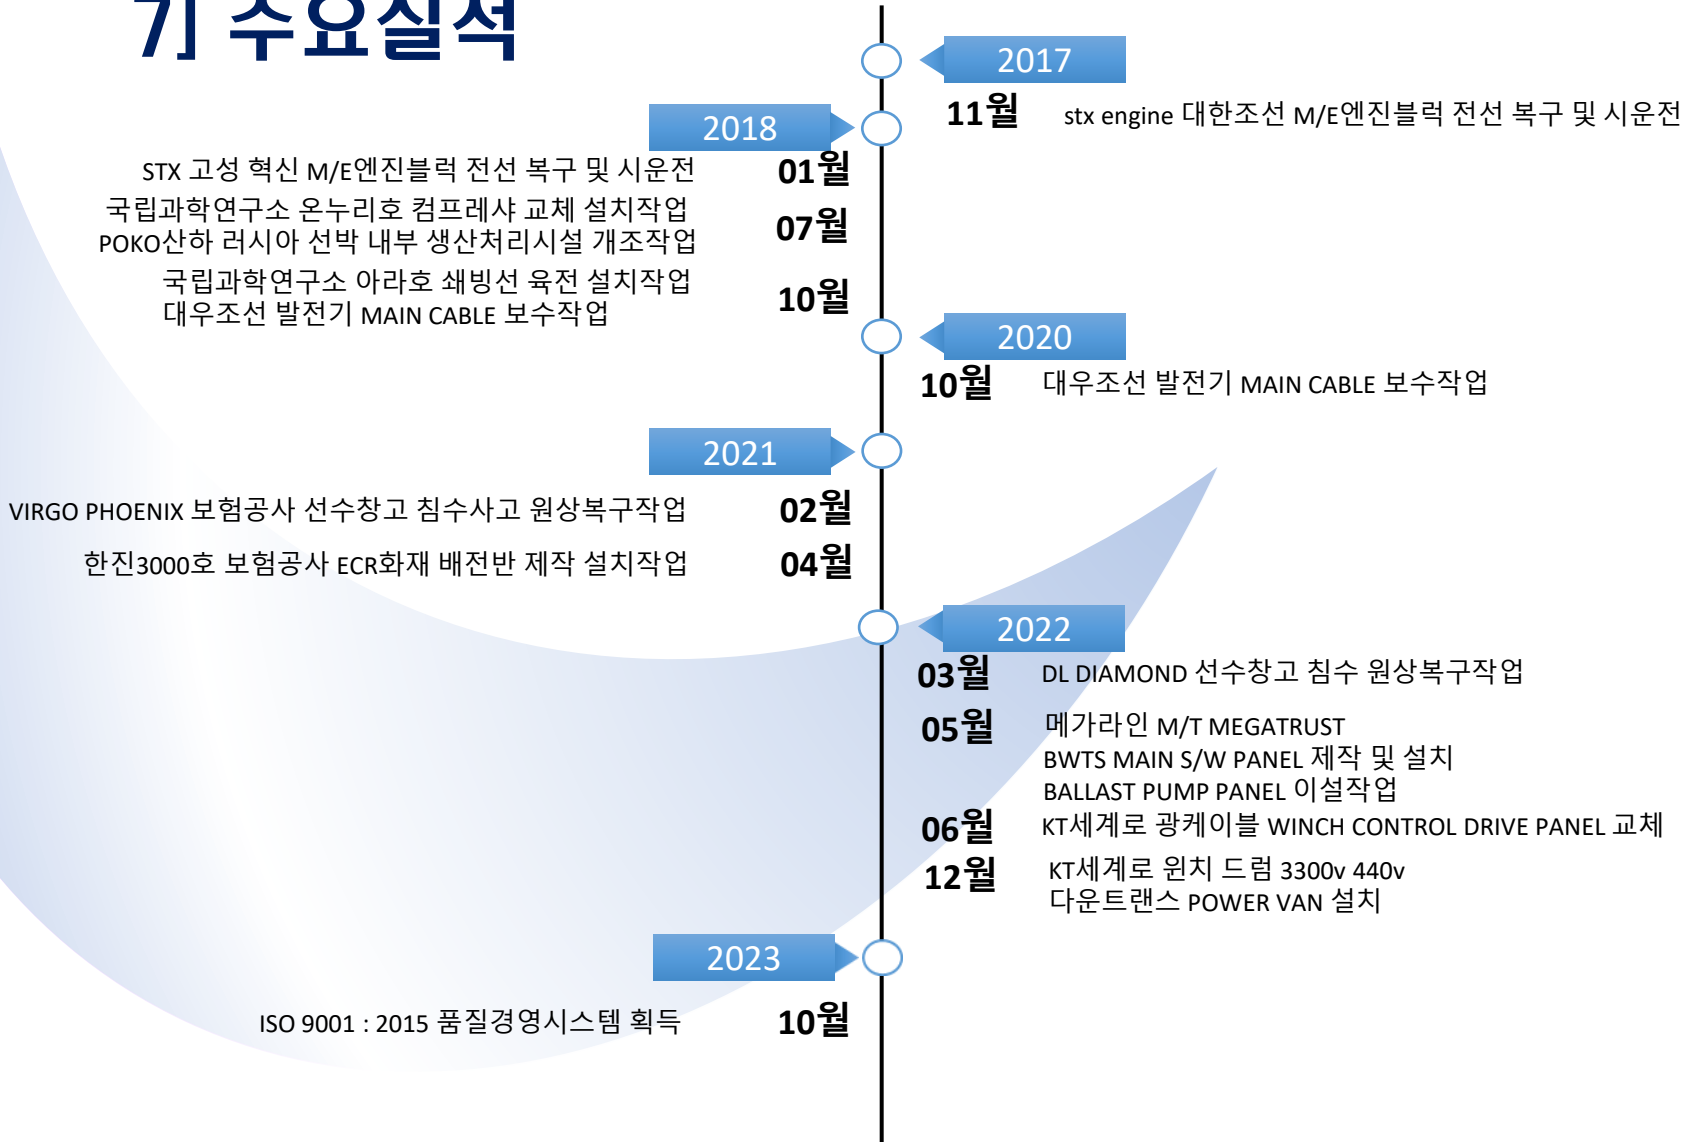 7] 수요실적
2017
11월 stx engine 대한조선 M/E엔진블럭 전선 복구 및 시운전
2018
STX 고성 혁신 M/E엔진블럭 전선 복구 및 시운전 01월
국립과학연구소 온누리호 컴프레샤 교체 설치작업
07월
POKO산하 러시아 선박 내부 생산처리시설 개조작업
국립과학연구소 아라호 쇄빙선 육전 설치작업
10월
대우조선 발전기 MAIN CABLE 보수작업
2020
10월 대우조선 발전기 MAIN CABLE 보수작업
2021
VIRGO PHOENIX 보험공사 선수창고 침수사고 원상복구작업 02월
한진3000호 보험공사 ECR화재 배전반 제작 설치작업 04월
2022
03월 DL DIAMOND 선수창고 침수 원상복구작업
05월 메가라인 M/T MEGATRUST
BWTS MAIN S/W PANEL 제작 및 설치
BALLAST PUMP PANEL 이설작업
06월 KT세계로 광케이블 WINCH CONTROL DRIVE PANEL 교체
12월 KT세계로 윈치 드럼 3300v 440v
다운트랜스 POWER VAN 설치
2023
ISO 9001 : 2015 품질경영시스템 획득 10월